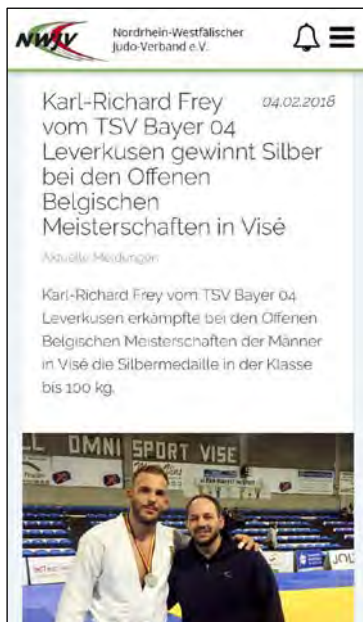 NWJV
Nordrhein-Westfälischer
Judo-Verband e.V.
Karl-Richard Frey 04.02.2018
vom TSV Bayer 04
Leverkusen gewinnt Silber
bei den Offenen
Belgischen
Meisterschaften in Visé
Aktuelle Meldungen
Karl-Richard Frey vom TSV Bayer 04
Leverkusen erkämpfte bei den Offenen
Belgischen Meisterschaften der Männer
in Visé die Silbermedaille in der Klasse
bis 100 kg.
OMNI SPORT VISE